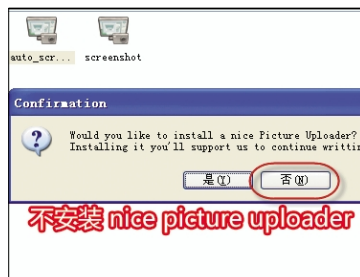 auto_scr... screenshot
Confirmation
Would you like to install a nice Picture Uploader?
Installing it you'll support us to continue writtin
是(Y) 否(N)
不安装 nice picture uploader